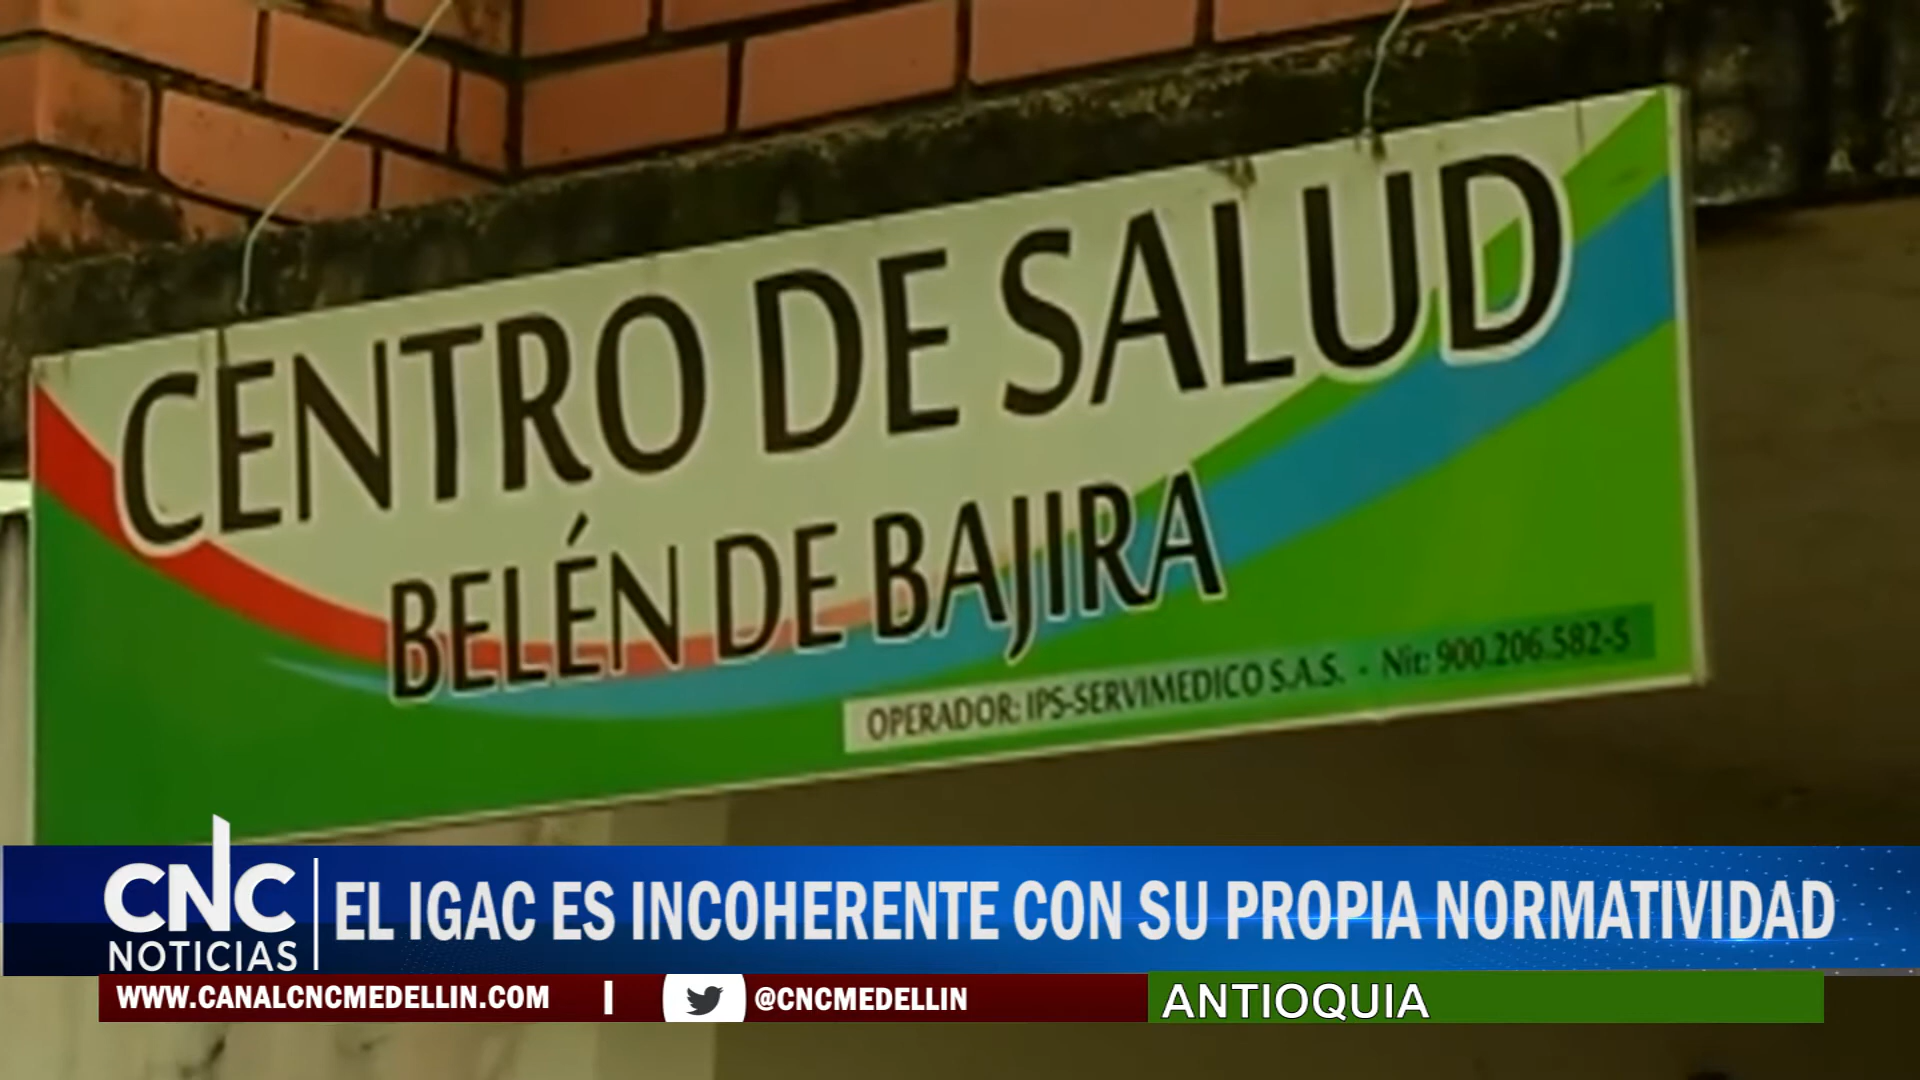 CENTRO DE SALUD
BELÉN DE BAJIRA
OPERADOR: IPS-SERVIMEDICO S.A.S. - Nit: 900.206.582-5
CNC
NOTICIAS
EL IGAC ES INCOHERENTE CON SU PROPIA NORMATIVIDAD
WWW.CANALCNCMEDELLIN.COM | @CNCMEDELLIN
ANTIOQUIA